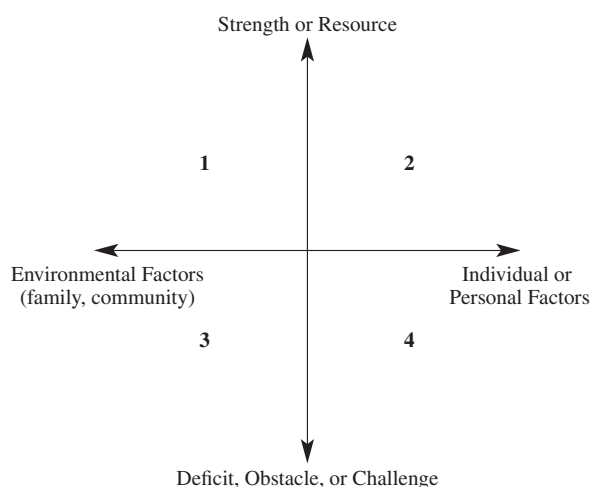 Strength or Resource
1
2
Environmental Factors
(family, community)
Individual or
Personal Factors
3
4
Deficit, Obstacle, or Challenge